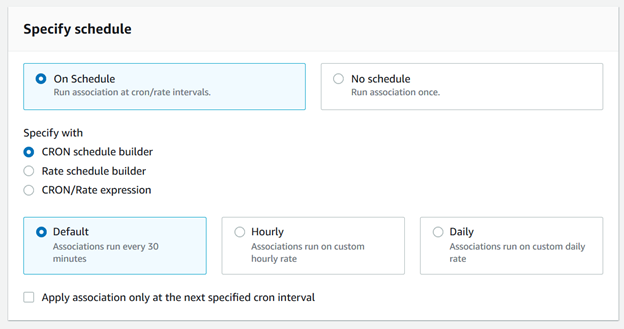 Specify schedule
On Schedule
Run association at cron/rate intervals.
No schedule
Run association once.
Specify with
CRON schedule builder
Rate schedule builder
CRON/Rate expression
Default
Associations run every 30
minutes
Hourly
Associations run on custom
hourly rate
Daily
Associations run on custom daily
rate
Apply association only at the next specified cron interval